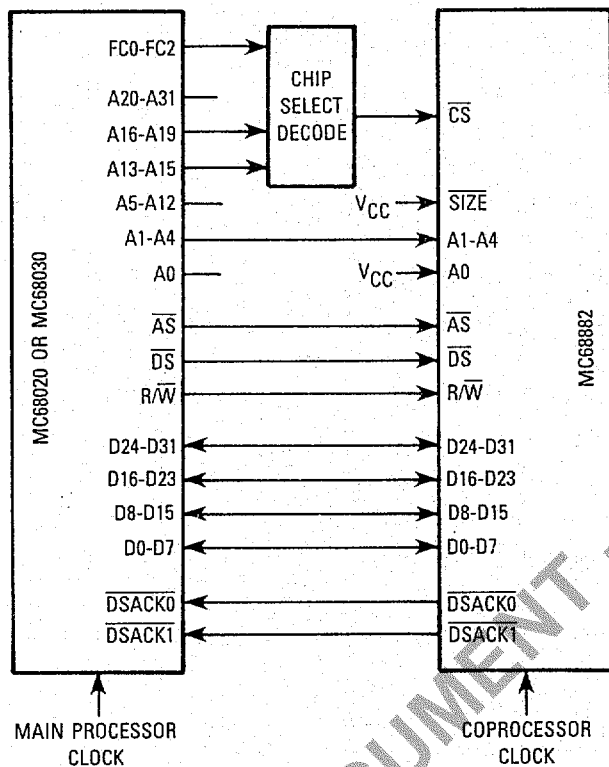 FC0-FC2
A20-A31
A16-A19
A13-A15
A5-A12
A1-A4
A0
AS
DS
R/W
D24-D31
D16-D23
D8-D15
D0-D7
DSACK0
DSACK1
MC68020 OR MC68030
CHIP
SELECT
DECODE
VCC
VCC
CS
SIZE
A1-A4
A0
AS
DS
R/W
D24-D31
D16-D23
D8-D15
D0-D7
DSACK0
DSACK1
MC68882
MAIN PROCESSOR
CLOCK
COPROCESSOR
CLOCK
CUMENT